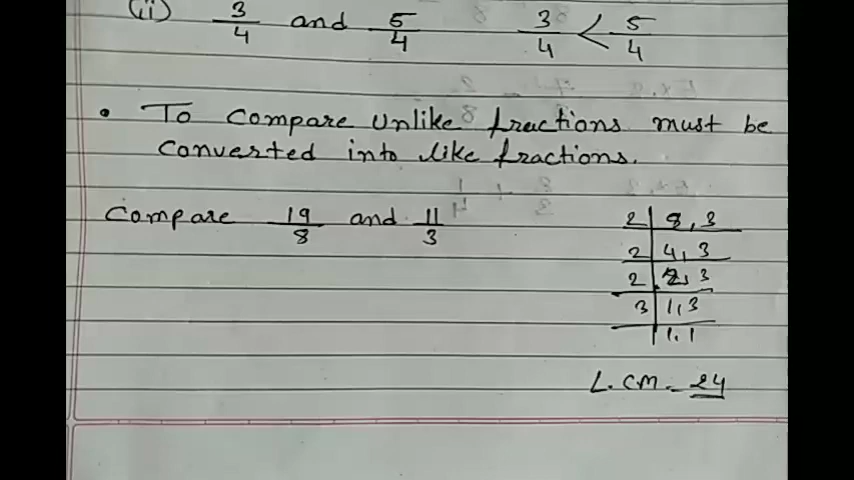 (ii) 3/4 and 5/4 3/4 < 5/4
• To compare unlike fractions must be
converted into like fractions.
Compare 19/8 and 11/3
2 | 8, 3
2 | 4, 3
2 | 2, 3
3 | 1, 3
| 1, 1
L.CM - 24